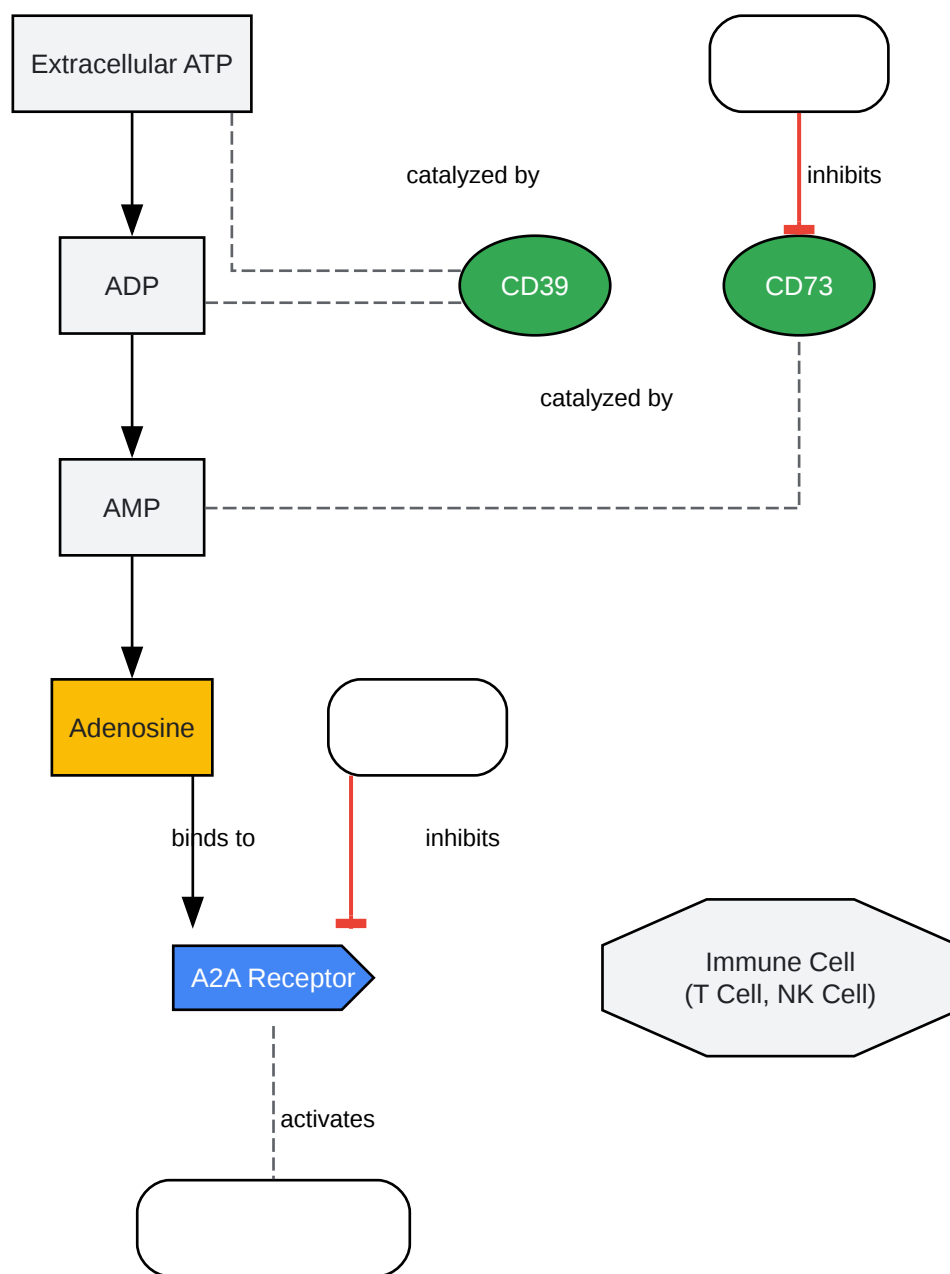 Extracellular ATP
catalyzed by
inhibits
ADP
CD39
CD73
catalyzed by
AMP
Adenosine
binds to
inhibits
A2A Receptor
Immune Cell
(T Cell, NK Cell)
activates